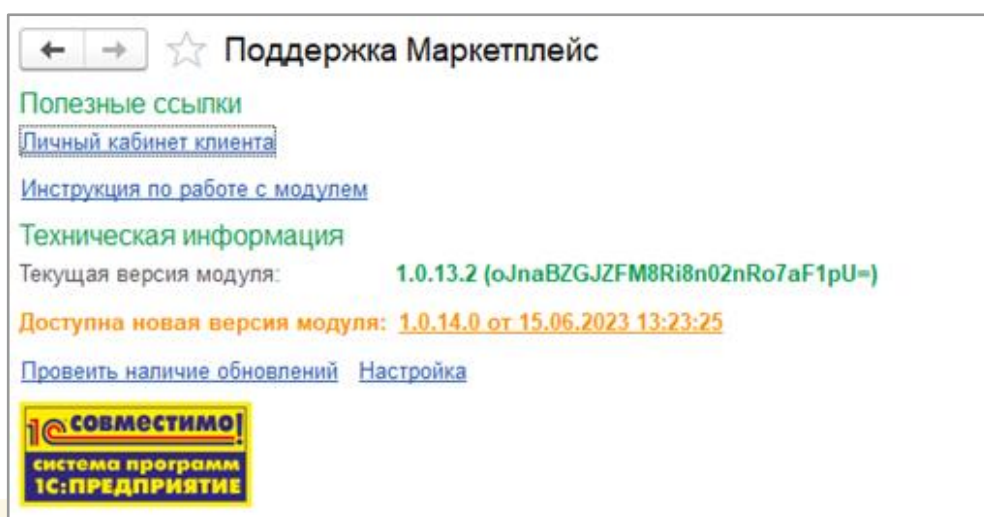 Поддержка Маркетплейс
Полезные ссылки
Личный кабинет клиента
Инструкция по работе с модулем
Техническая информация
Текущая версия модуля: 1.0.13.2 (oJnaBZGJZFM8Ri8n02nRo7aF1pU=)
Доступна новая версия модуля: 1.0.14.0 от 15.06.2023 13:23:25
Провеить наличие обновлений Настройка
1С совместимо!
система программ
1С:ПРЕДПРИЯТИЕ